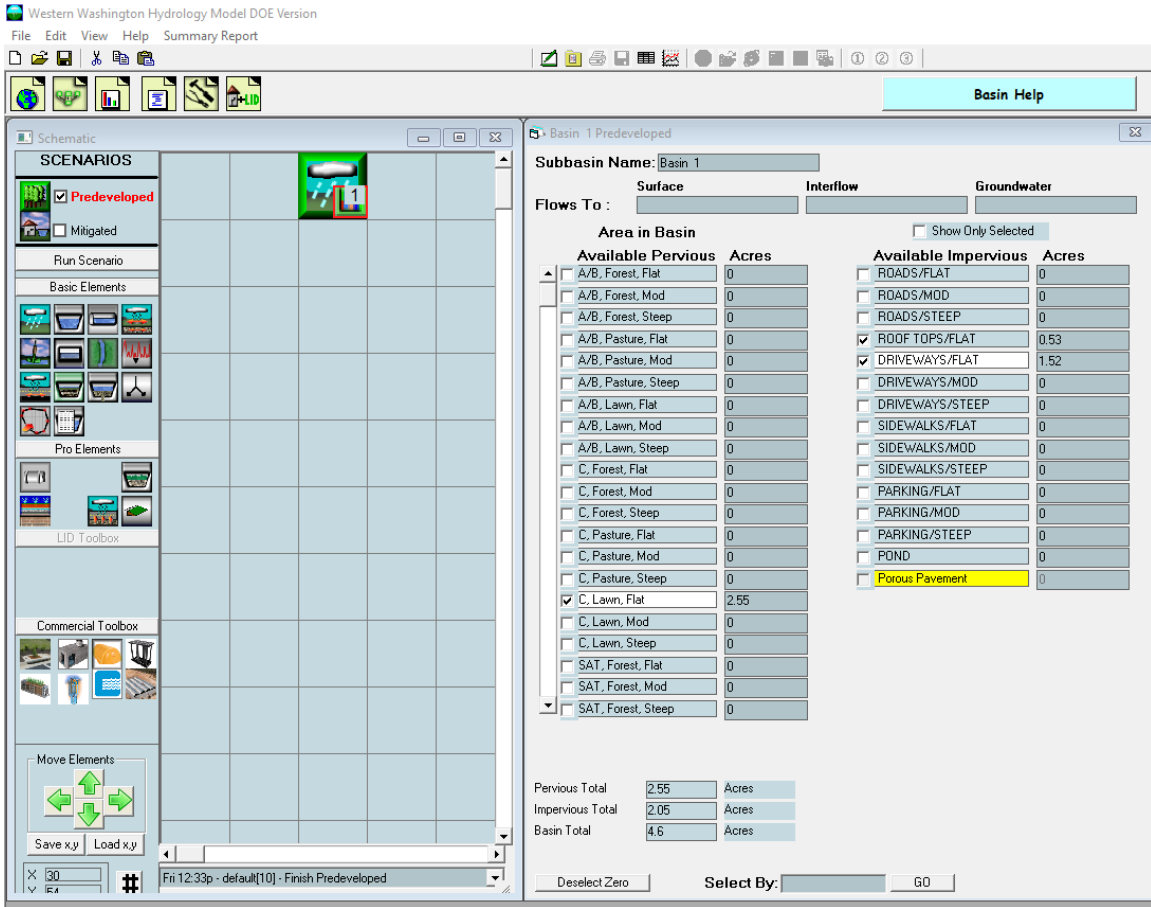 Western Washington Hydrology Model DOE Version
File Edit View Help Summary Report
① ② ③
+LID
Basin Help
Schematic
SCENARIOS
Predeveloped
Mitigated
Run Scenario
Basic Elements
Pro Elements
LID Toolbox
Commercial Toolbox
Move Elements
Save x,y Load x,y
X 30
Y 54
#
1
Fri 12:33p - default[10] - Finish Predeveloped
Basin 1 Predeveloped
Subbasin Name: Basin 1
Surface Interflow Groundwater
Flows To :
Area in Basin Show Only Selected
Available Pervious Acres Available Impervious Acres
A/B, Forest, Flat 0 ROADS/FLAT 0
A/B, Forest, Mod 0 ROADS/MOD 0
A/B, Forest, Steep 0 ROADS/STEEP 0
A/B, Pasture, Flat 0 ROOF TOPS/FLAT 0.53
A/B, Pasture, Mod 0 DRIVEWAYS/FLAT 1.52
A/B, Pasture, Steep 0 DRIVEWAYS/MOD 0
A/B, Lawn, Flat 0 DRIVEWAYS/STEEP 0
A/B, Lawn, Mod 0 SIDEWALKS/FLAT 0
A/B, Lawn, Steep 0 SIDEWALKS/MOD 0
C, Forest, Flat 0 SIDEWALKS/STEEP 0
C, Forest, Mod 0 PARKING/FLAT 0
C, Forest, Steep 0 PARKING/MOD 0
C, Pasture, Flat 0 PARKING/STEEP 0
C, Pasture, Mod 0 POND 0
C, Pasture, Steep 0 Porous Pavement 0
C, Lawn, Flat 2.55
C, Lawn, Mod 0
C, Lawn, Steep 0
SAT, Forest, Flat 0
SAT, Forest, Mod 0
SAT, Forest, Steep 0
Pervious Total 2.55 Acres
Impervious Total 2.05 Acres
Basin Total 4.6 Acres
Deselect Zero Select By: GO